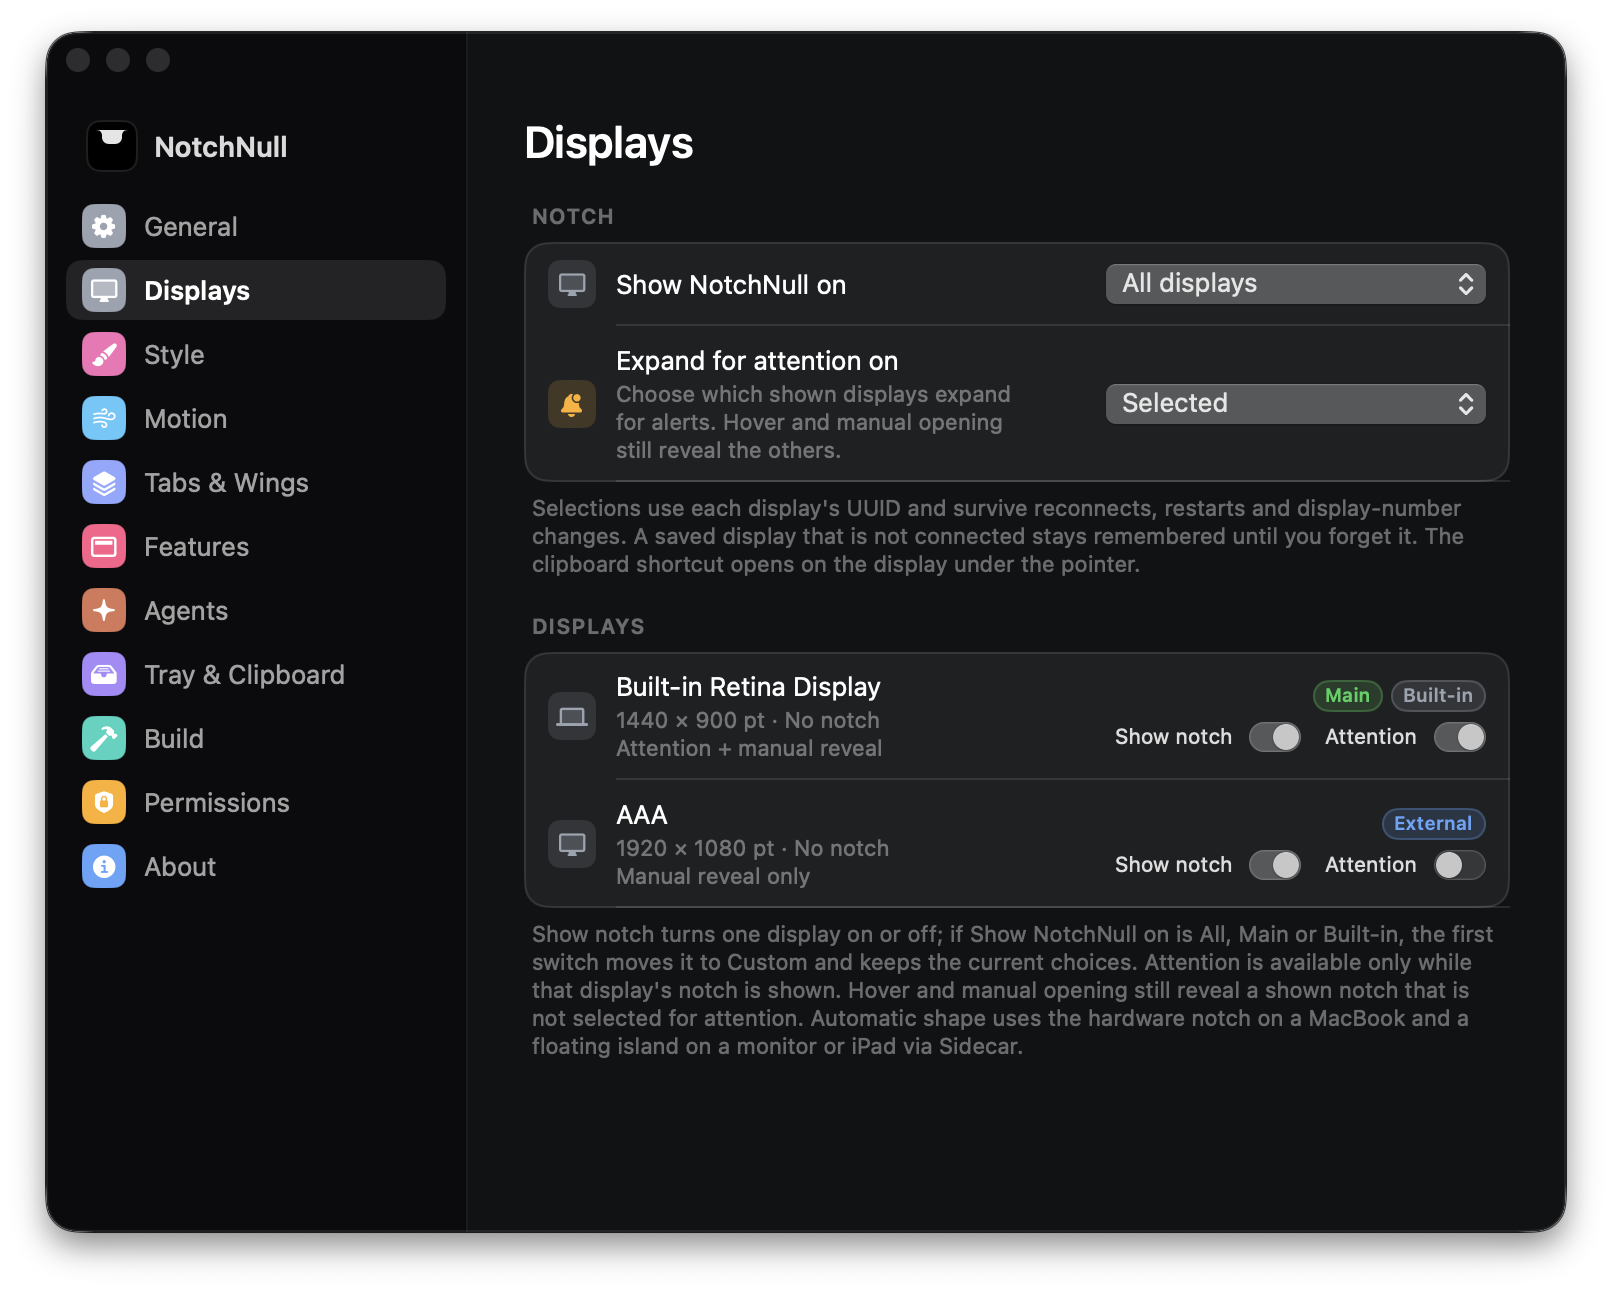 NotchNull
General
Displays
Style
Motion
Tabs & Wings
Features
Agents
Tray & Clipboard
Build
Permissions
About
Displays
NOTCH
Show NotchNull on
All displays
Expand for attention on
Choose which shown displays expand
for alerts. Hover and manual opening
still reveal the others.
Selected
Selections use each display's UUID and survive reconnects, restarts and display-number
changes. A saved display that is not connected stays remembered until you forget it. The
clipboard shortcut opens on the display under the pointer.
DISPLAYS
Built-in Retina Display
1440 × 900 pt · No notch
Attention + manual reveal
Main
Built-in
Show notch
Attention
AAA
1920 × 1080 pt · No notch
Manual reveal only
External
Show notch
Attention
Show notch turns one display on or off; if Show NotchNull on is All, Main or Built-in, the first
switch moves it to Custom and keeps the current choices. Attention is available only while
that display's notch is shown. Hover and manual opening still reveal a shown notch that is
not selected for attention. Automatic shape uses the hardware notch on a MacBook and a
floating island on a monitor or iPad via Sidecar.